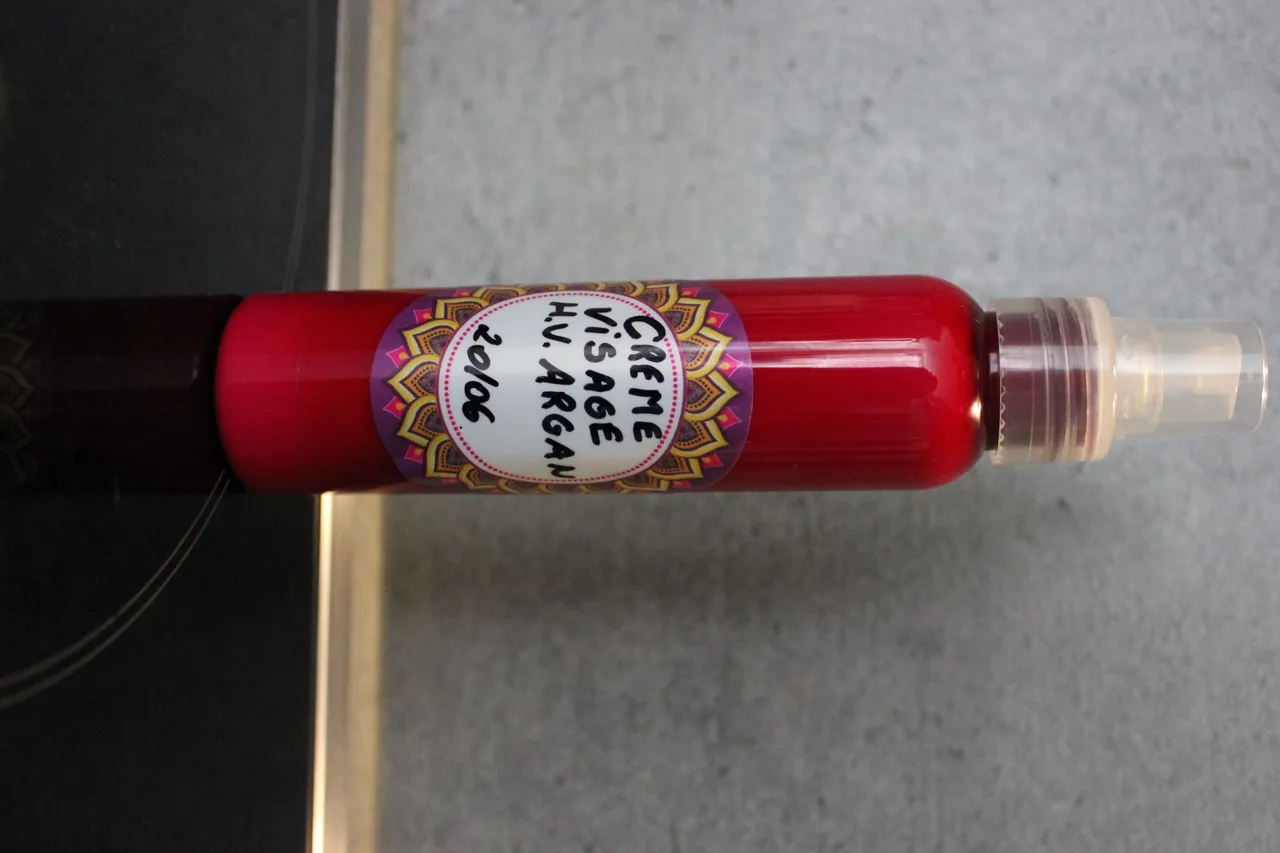 CREME
ViSAGE
H.V. ARGAN
20/06